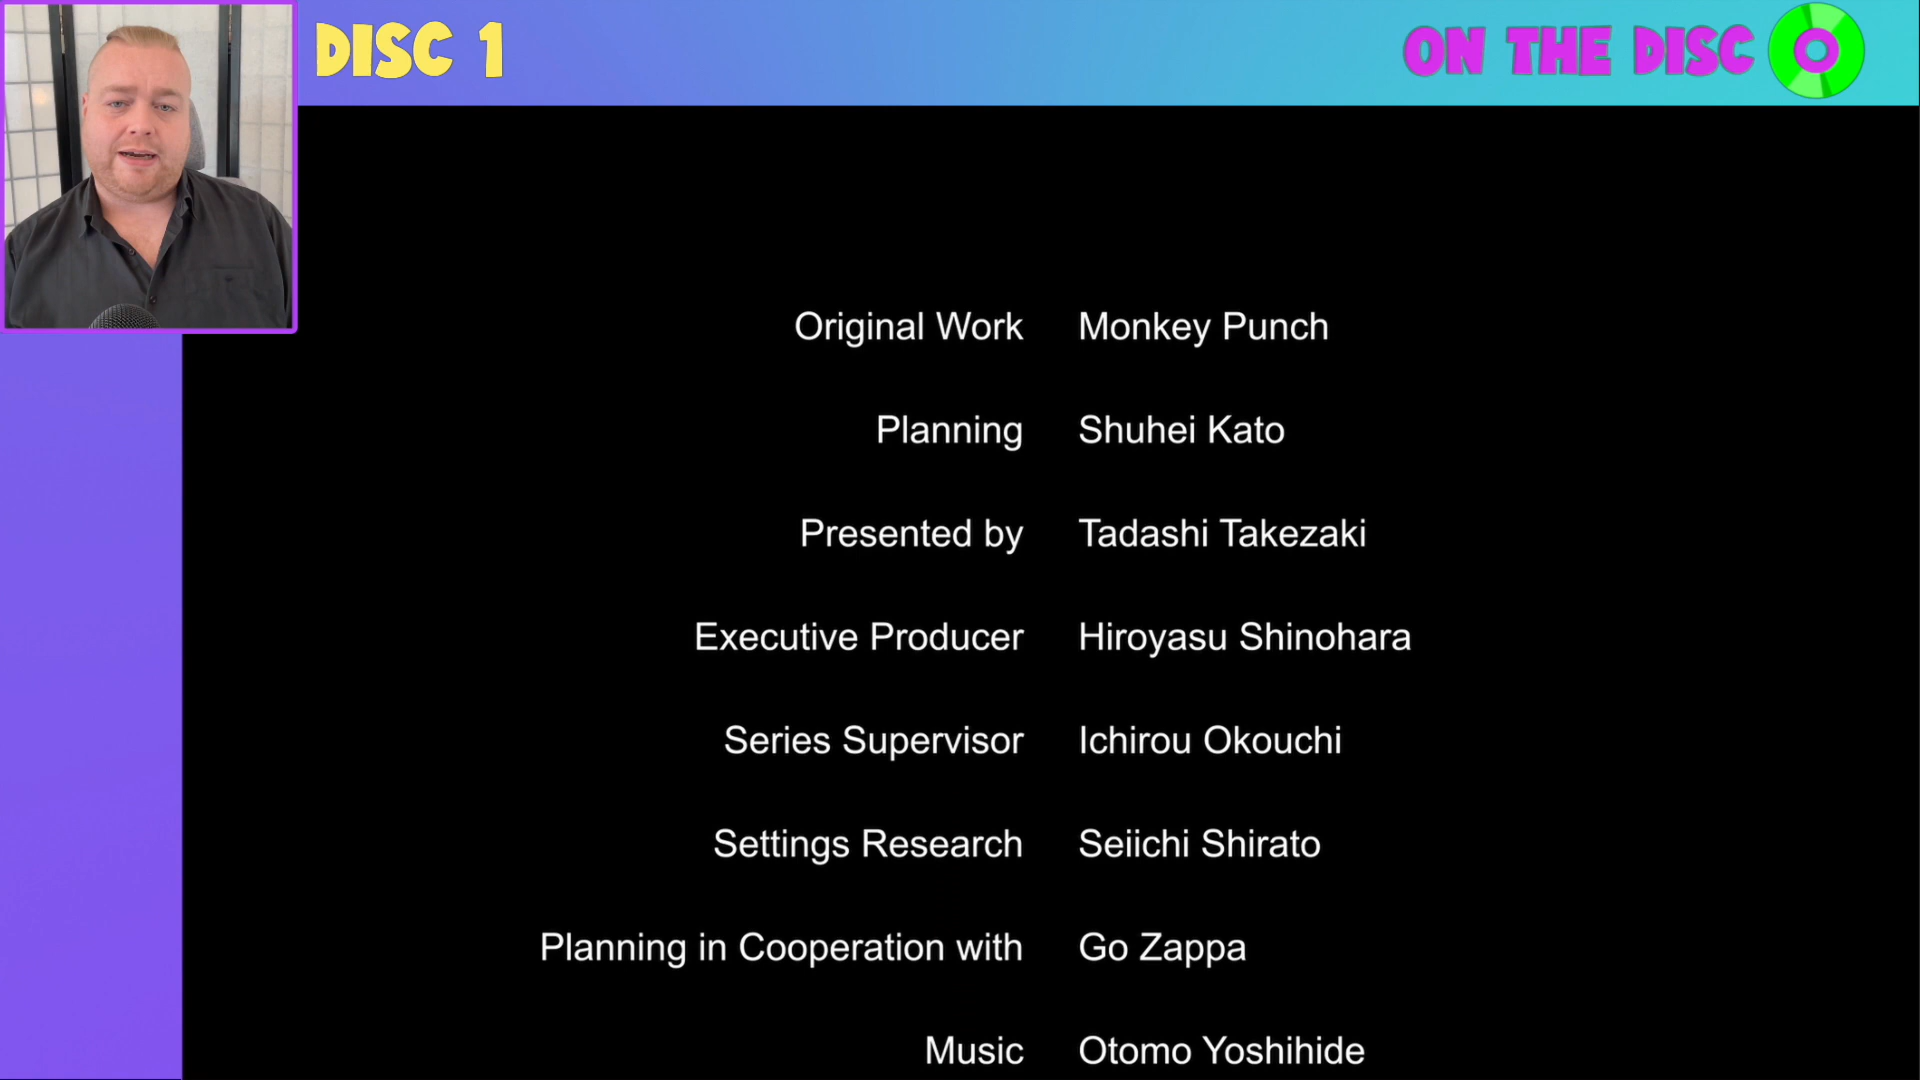 DISC 1
ON THE DISC
Original Work Monkey Punch
Planning Shuhei Kato
Presented by Tadashi Takezaki
Executive Producer Hiroyasu Shinohara
Series Supervisor Ichirou Okouchi
Settings Research Seiichi Shirato
Planning in Cooperation with Go Zappa
Music Otomo Yoshihide